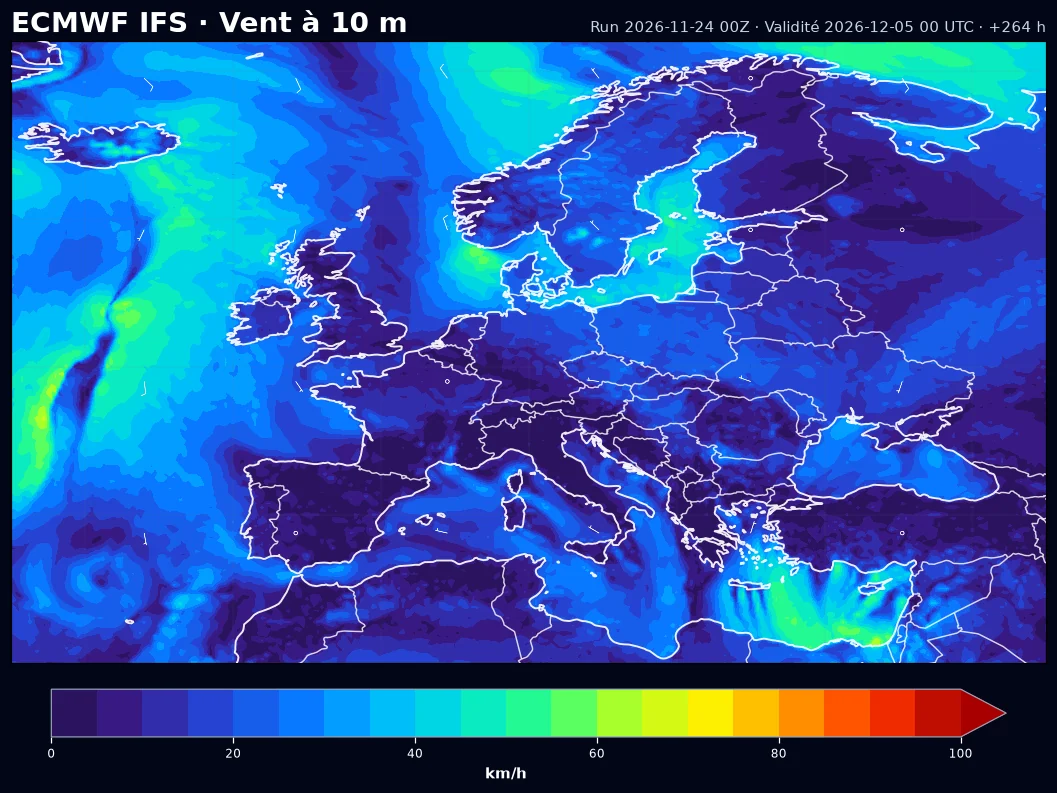 ECMWF IFS · Vent à 10 m
Run 2026-11-24 00Z · Validité 2026-12-05 00 UTC · +264 h
0 20 40 60 80 100
km/h